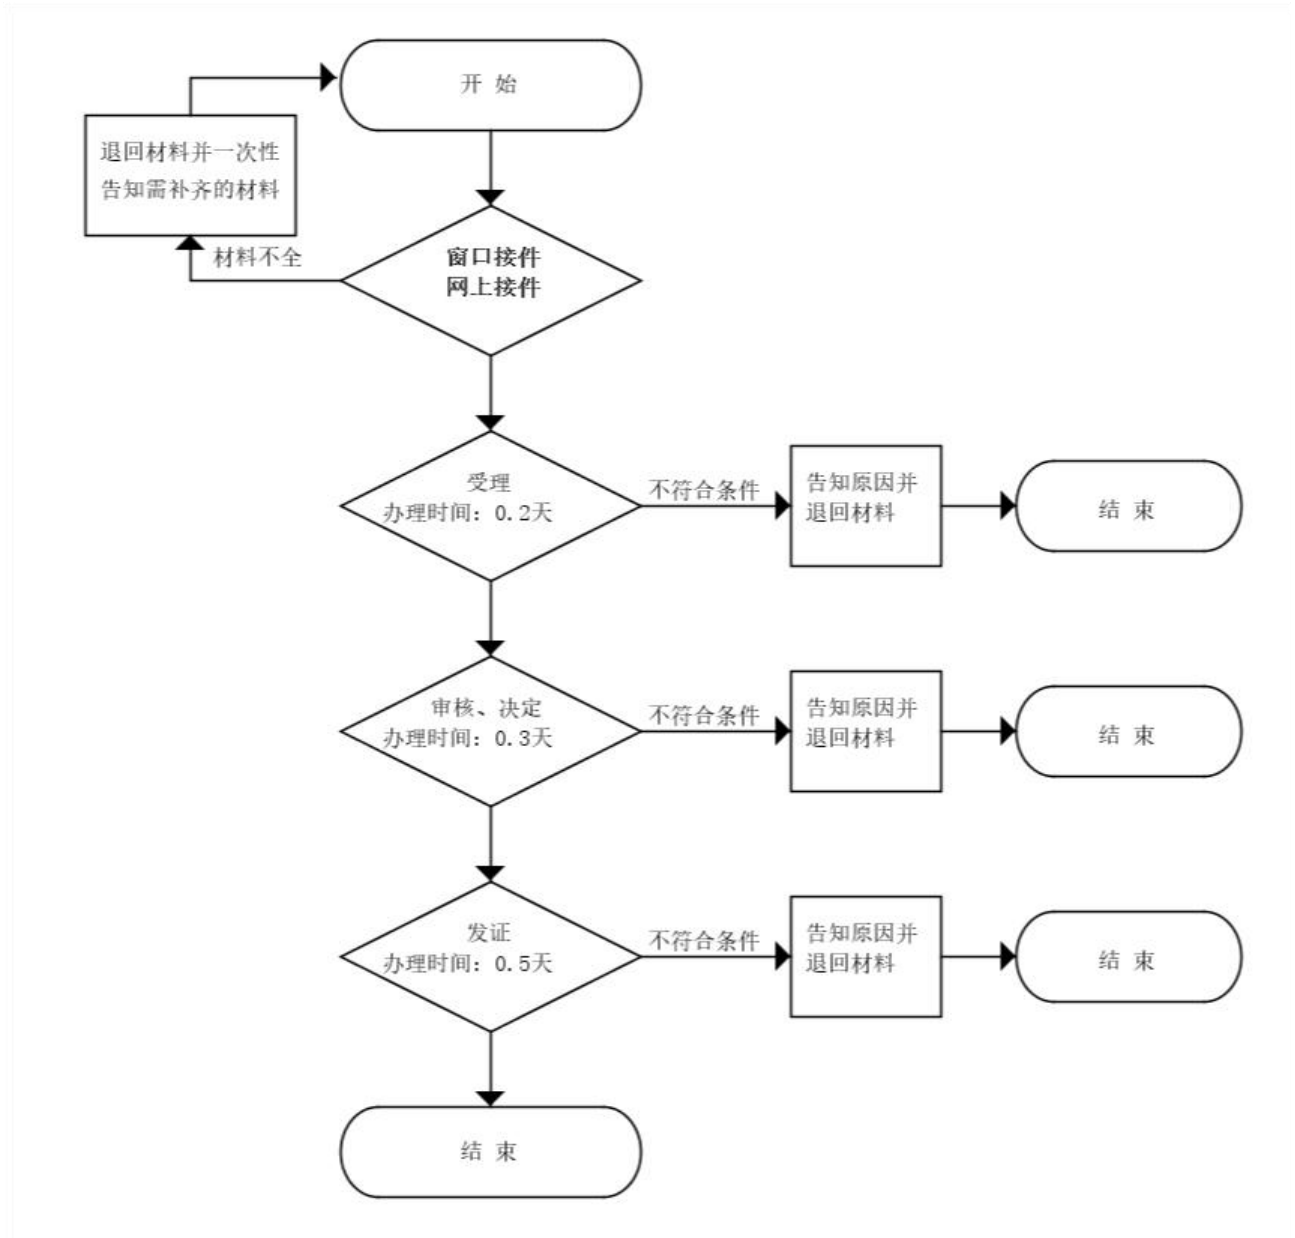 开 始
退回材料并一次性
告知需补齐的材料
材料不全
窗口接件
网上接件
受理
办理时间：0.2天
不符合条件
告知原因并
退回材料
结 束
审核、决定
办理时间：0.3天
不符合条件
告知原因并
退回材料
结 束
发证
办理时间：0.5天
不符合条件
告知原因并
退回材料
结 束
结 束